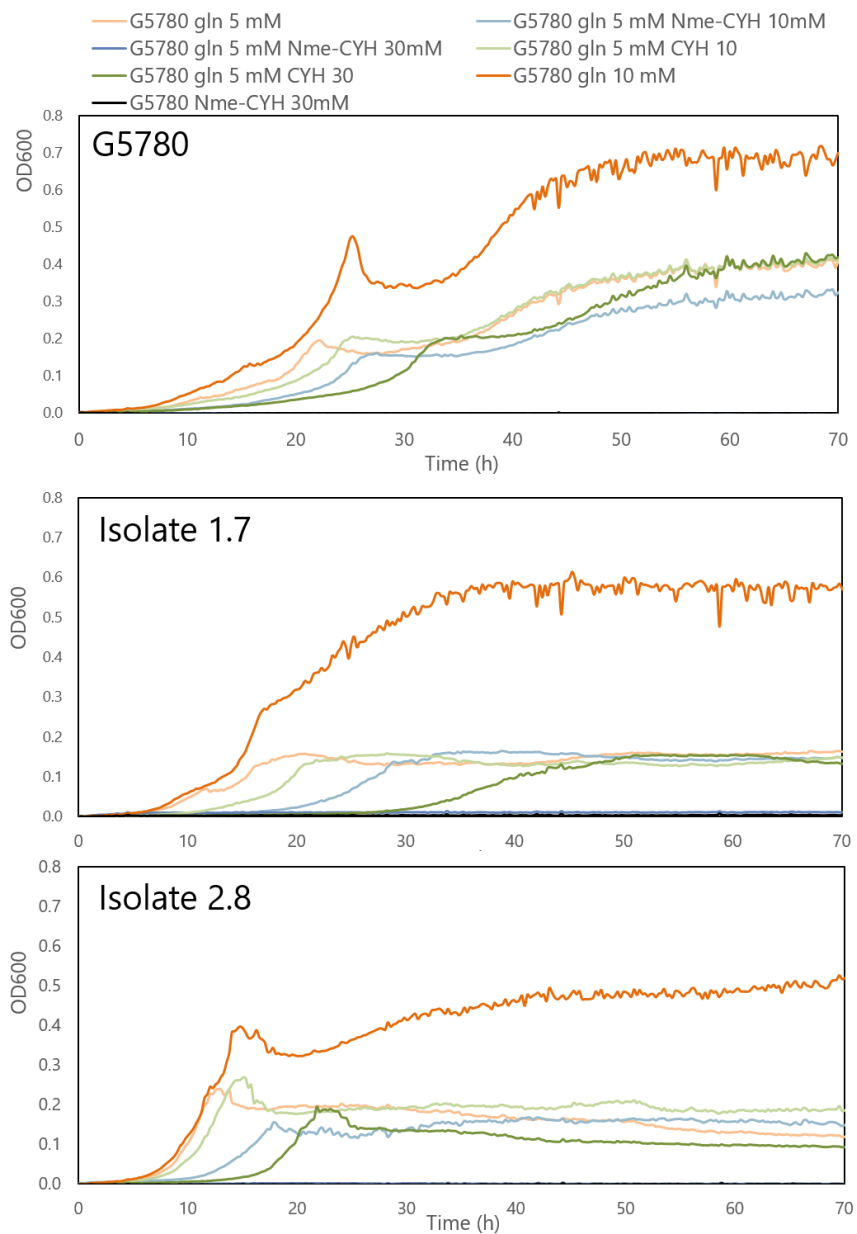 G5780 gln 5 mM
G5780 gln 5 mM Nme-CYH 10mM
G5780 gln 5 mM Nme-CYH 30mM
G5780 gln 5 mM CYH 10
G5780 gln 5 mM CYH 30
G5780 gln 10 mM
G5780 Nme-CYH 30mM
G5780
OD600
0.8
0.7
0.6
0.5
0.4
0.3
0.2
0.1
0.0
0 10 20 30 40 50 60 70
Time (h)
Isolate 1.7
OD600
0.8
0.7
0.6
0.5
0.4
0.3
0.2
0.1
0.0
0 10 20 30 40 50 60 70
Isolate 2.8
OD600
0.8
0.7
0.6
0.5
0.4
0.3
0.2
0.1
0.0
0 10 20 30 40 50 60 70
Time (h)